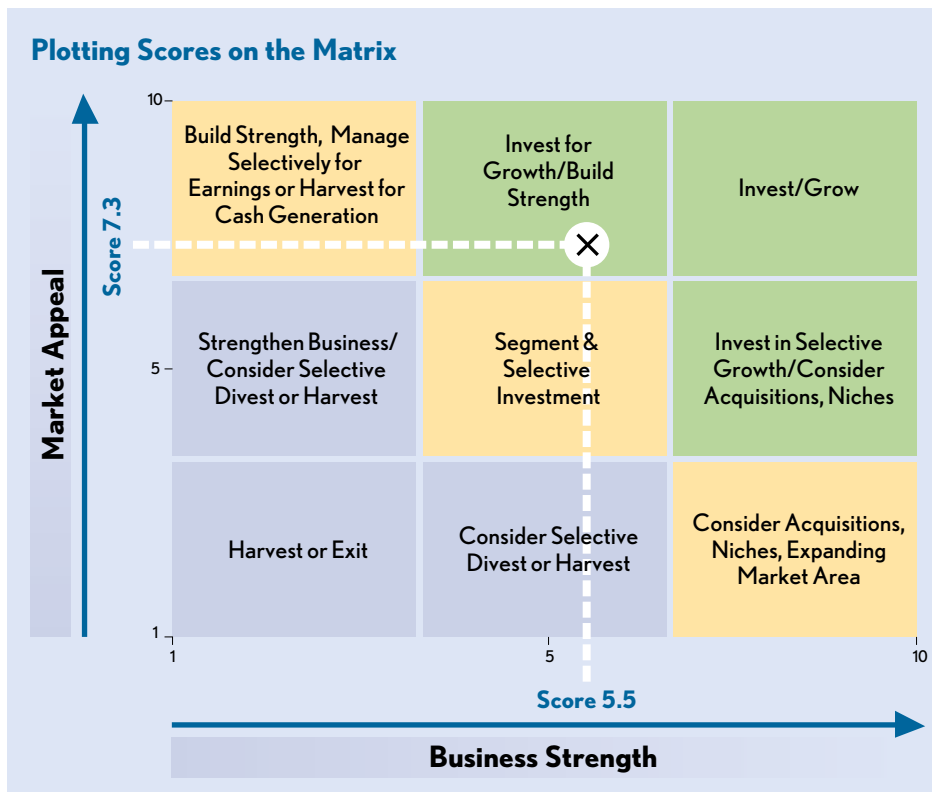 Plotting Scores on the Matrix
10
Build Strength, Manage
Selectively for
Earnings or Harvest for
Cash Generation
Invest for
Growth/Build
Strength
Invest/Grow
Score 7.3
Market Appeal
5
Strengthen Business/
Consider Selective
Divest or Harvest
Segment &
Selective
Investment
Invest in Selective
Growth/Consider
Acquisitions, Niches
Harvest or Exit
Consider Selective
Divest or Harvest
Consider Acquisitions,
Niches, Expanding
Market Area
1
1
5
10
Score 5.5
Business Strength